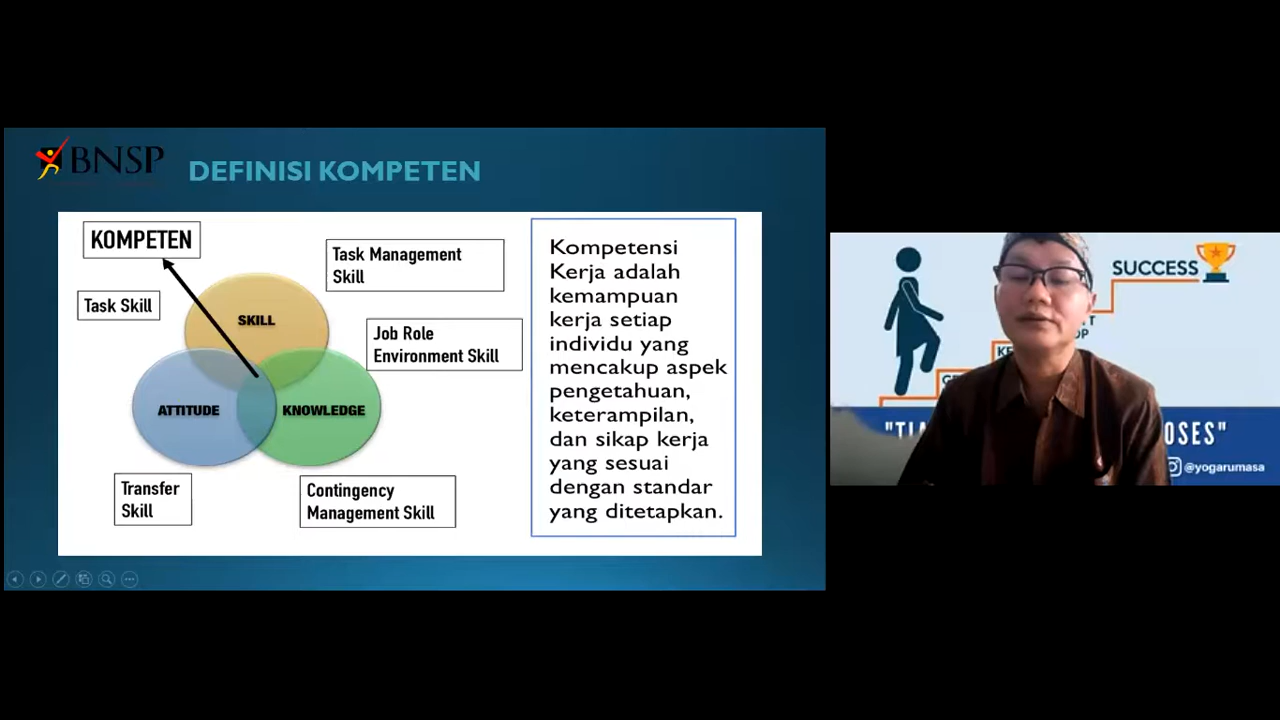 BNSP
DEFINISI KOMPETEN
KOMPETEN
Task Management
Skill
Task Skill
SKILL
Job Role
Environment Skill
ATTITUDE
KNOWLEDGE
Transfer
Skill
Contingency
Management Skill
Kompetensi
Kerja adalah
kemampuan
kerja setiap
individu yang
mencakup aspek
pengetahuan,
keterampilan,
dan sikap kerja
yang sesuai
dengan standar
yang ditetapkan.
SUCCESS
@yogarumasa